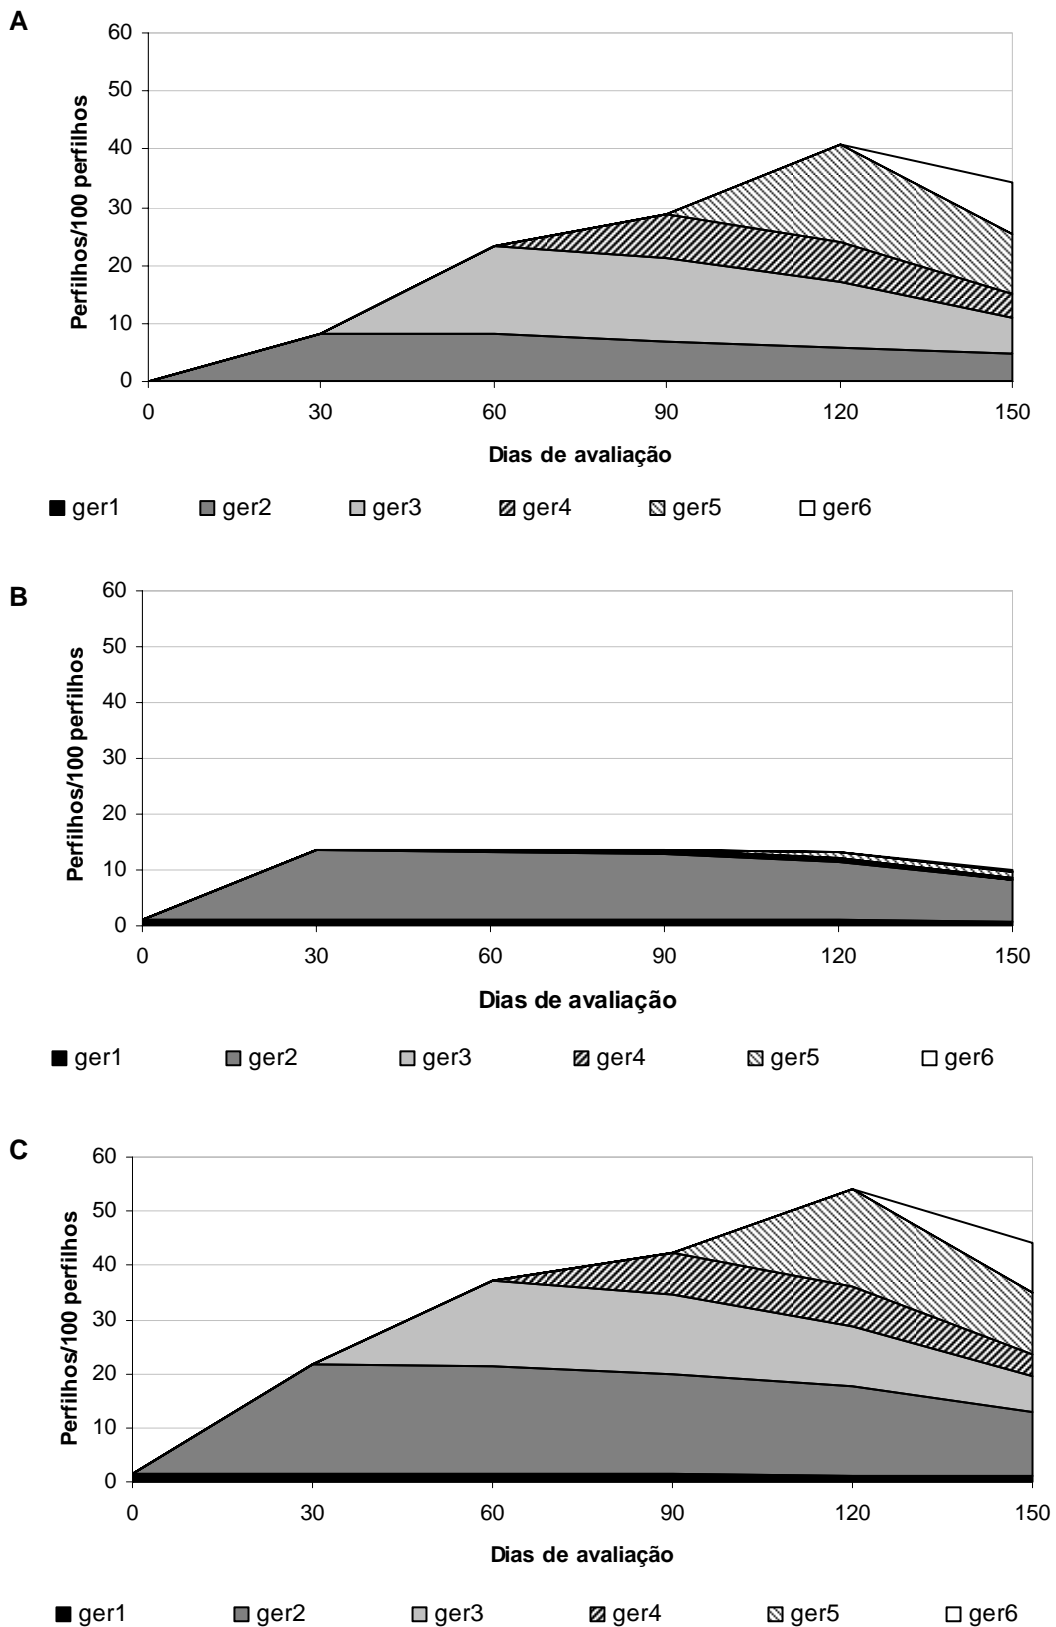 A
60
50
40
30
20
10
0
Perfilhos/100 perfilhos
0 30 60 90 120 150
Dias de avaliação
ger1 ger2 ger3 ger4 ger5 ger6
B
60
50
40
30
20
10
0
Perfilhos/100 perfilhos
0 30 60 90 120 150
Dias de avaliação
ger1 ger2 ger3 ger4 ger5 ger6
C
60
50
40
30
20
10
0
Perfilhos/100 perfilhos
0 30 60 90 120 150
Dias de avaliação
ger1 ger2 ger3 ger4 ger5 ger6